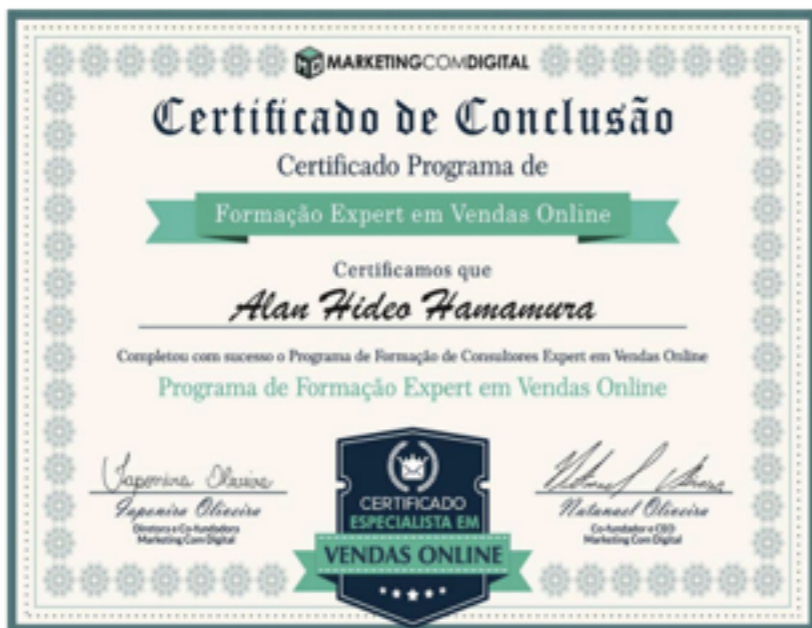 MARKETINGCOMDIGITAL
Certificado de Conclusão
Certificado Programa de
Formação Expert em Vendas Online
Certificamos que
Alan Hideo Hamamura
Completou com sucesso o Programa de Formação de Consultores Expert em Vendas Online
Programa de Formação Expert em Vendas Online
Japonira Oliveira
Diretora e Co-fundadora
Marketing Com Digital
CERTIFICADO
ESPECIALISTA EM
VENDAS ONLINE
Natanael Oliveira
Co-fundador e CEO
Marketing Com Digital